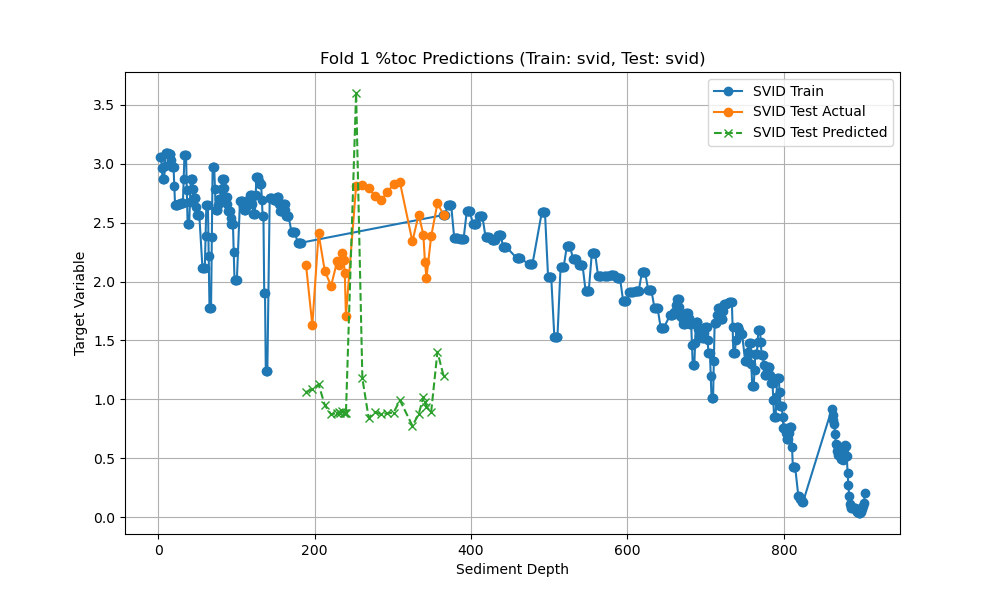 Fold 1 %toc Predictions (Train: svid, Test: svid)
SVID Train
SVID Test Actual
SVID Test Predicted
Target Variable
3.5
3.0
2.5
2.0
1.5
1.0
0.5
0.0
0 200 400 600 800
Sediment Depth